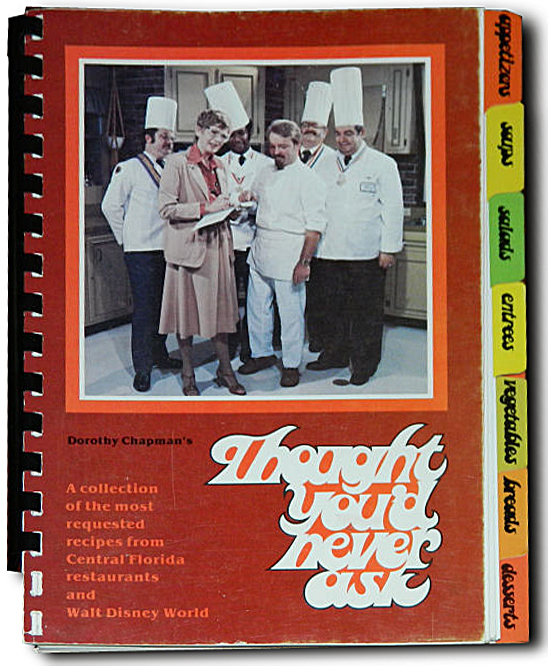 Dorothy Chapman's
Thought
you'd
never
ask
A collection
of the most
requested
recipes from
Central Florida
restaurants
and
Walt Disney World
appetizers
soups
salads
entrees
vegetables
breads
desserts